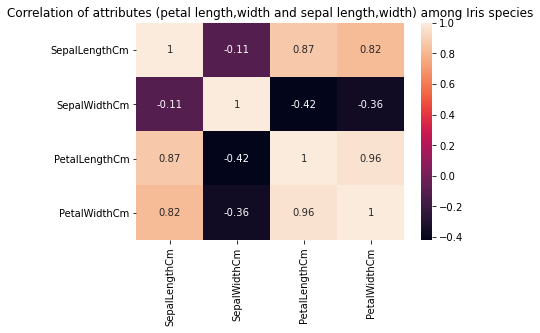 Correlation of attributes (petal length,width and sepal length,width) among Iris species
SepalLengthCm 1 -0.11 0.87 0.82
SepalWidthCm -0.11 1 -0.42 -0.36
PetalLengthCm 0.87 -0.42 1 0.96
PetalWidthCm 0.82 -0.36 0.96 1
SepalLengthCm
SepalWidthCm
PetalLengthCm
PetalWidthCm
1.0
0.8
0.6
0.4
0.2
0.0
−0.2
−0.4